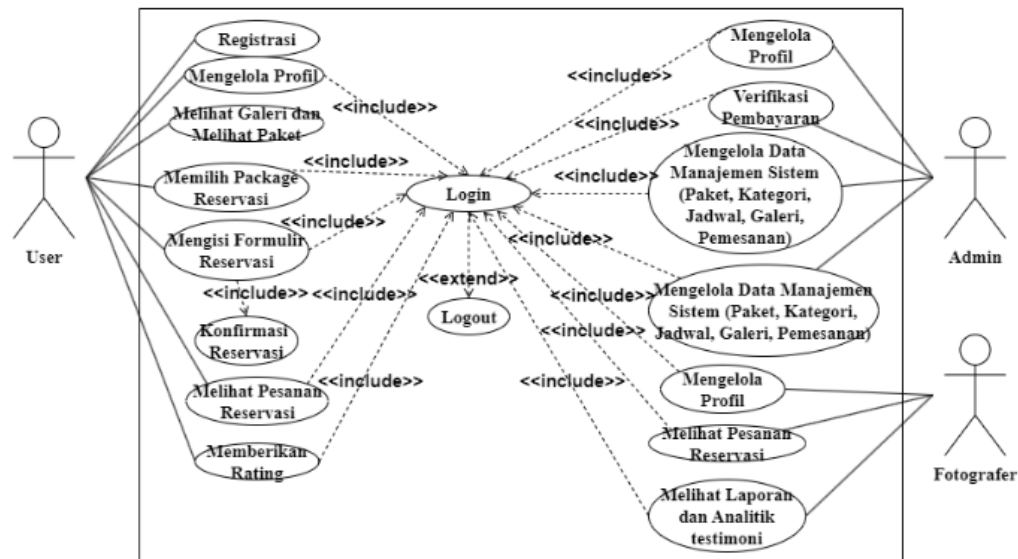 Registrasi
Mengelola Profil
Melihat Galeri dan
Melihat Paket
Memilih Package
Reservasi
Mengisi Formulir
Reservasi
<<include>>
Konfirmasi
Reservasi
Melihat Pesanan
Reservasi
Memberikan
Rating
User
<<include>>
<<include>>
<<include>>
<<include>>
<<include>>
Login
<<extend>>
Logout
<<include>>
<<include>>
<<include>>
<<include>>
<<include>>
<<include>>
<<include>>
Mengelola
Profil
Verifikasi
Pembayaran
Mengelola Data
Manajemen Sistem
(Paket, Kategori,
Jadwal, Galeri,
Pemesanan)
Mengelola Data Manajemen
Sistem (Paket, Kategori,
Jadwal, Galeri, Pemesanan)
Mengelola
Profil
Melihat Pesanan
Reservasi
Melihat Laporan
dan Analitik
testimoni
Admin
Fotografer